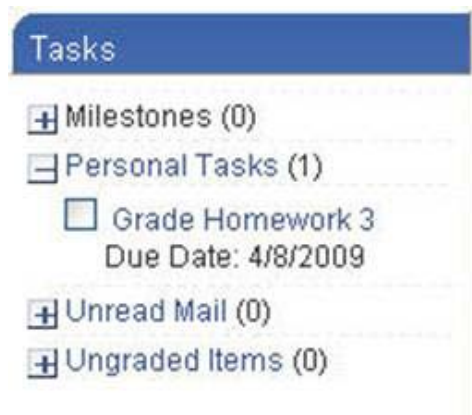 Tasks
Milestones (0)
Personal Tasks (1)
Grade Homework 3
Due Date: 4/8/2009
Unread Mail (0)
Ungraded Items (0)